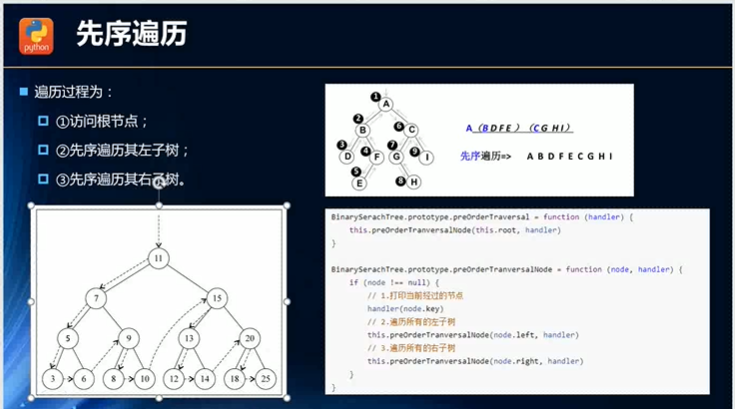 python
先序遍历
遍历过程为：
①访问根节点；
②先序遍历其左子树；
③先序遍历其右子树。
1
A
2
B
6
C
3
D
4
F
7
G
9
I
5
E
8
H
A（B D F E ）（C G H I）
先序遍历=> A B D F E C G H I
11
7
15
5
9
13
20
3
6
8
10
12
14
18
25
BinarySerachTree.prototype.preOrderTraversal = function (handler) {
this.preOrderTranversalNode(this.root, handler)
}
BinarySerachTree.prototype.preOrderTranversalNode = function (node, handler) {
if (node !== null) {
// 1.打印当前经过的节点
handler(node.key)
// 2.遍历所有的左子树
this.preOrderTranversalNode(node.left, handler)
// 3.遍历所有的右子树
this.preOrderTranversalNode(node.right, handler)
}
}